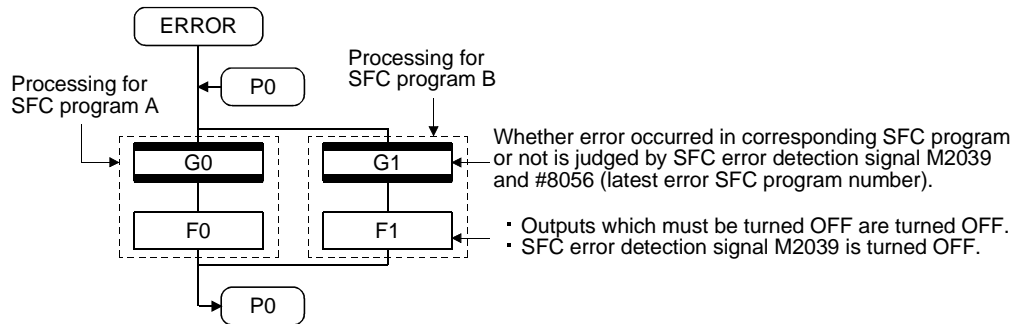 ERROR
P0
Processing for
SFC program A
Processing for
SFC program B
G0
G1
Whether error occurred in corresponding SFC program
or not is judged by SFC error detection signal M2039
and #8056 (latest error SFC program number).
F0
F1
・Outputs which must be turned OFF are turned OFF.
・SFC error detection signal M2039 is turned OFF.
P0